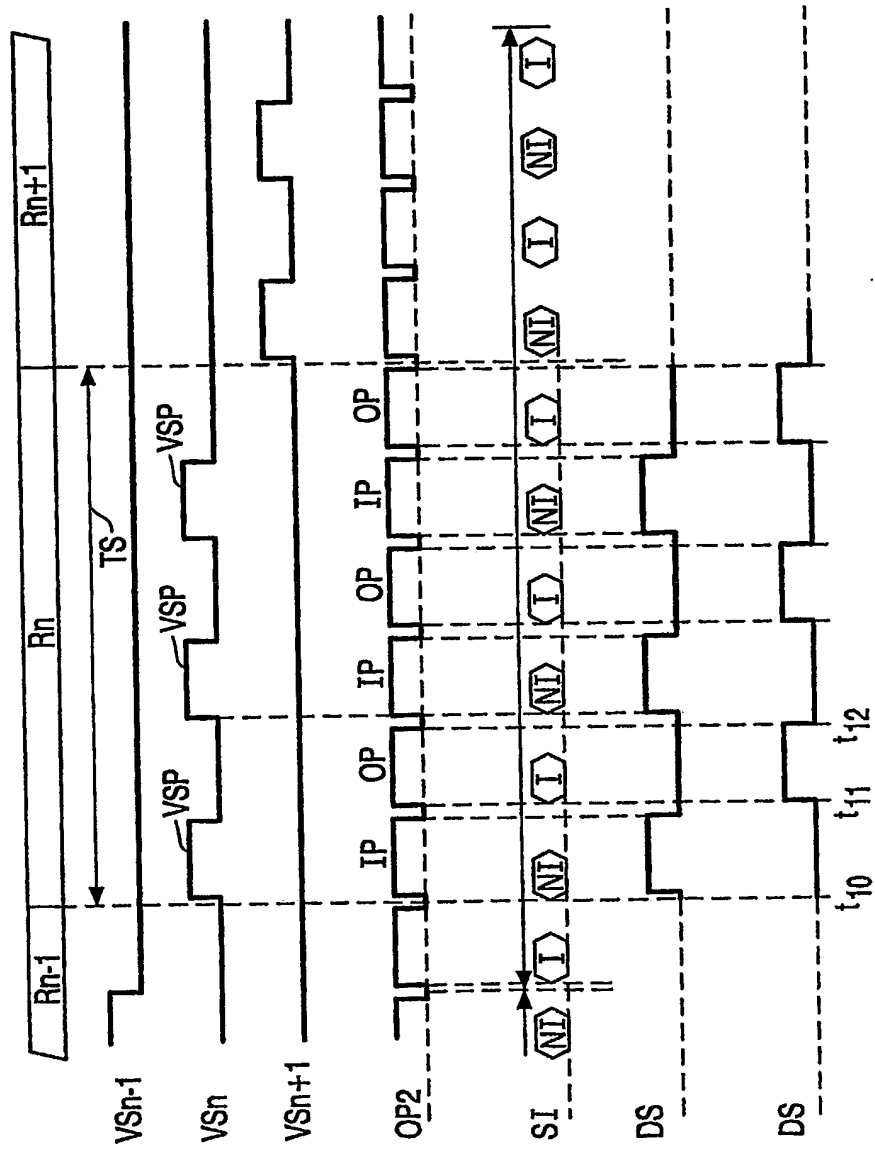 Rn-1 Rn Rn+1
TS
VSn-1
VSP VSP VSP
VSn
VSn+1
IP OP IP OP IP OP
OP2
NI I NI I NI I NI I NI I NI I
SI
DS
DS
t10 t11 t12